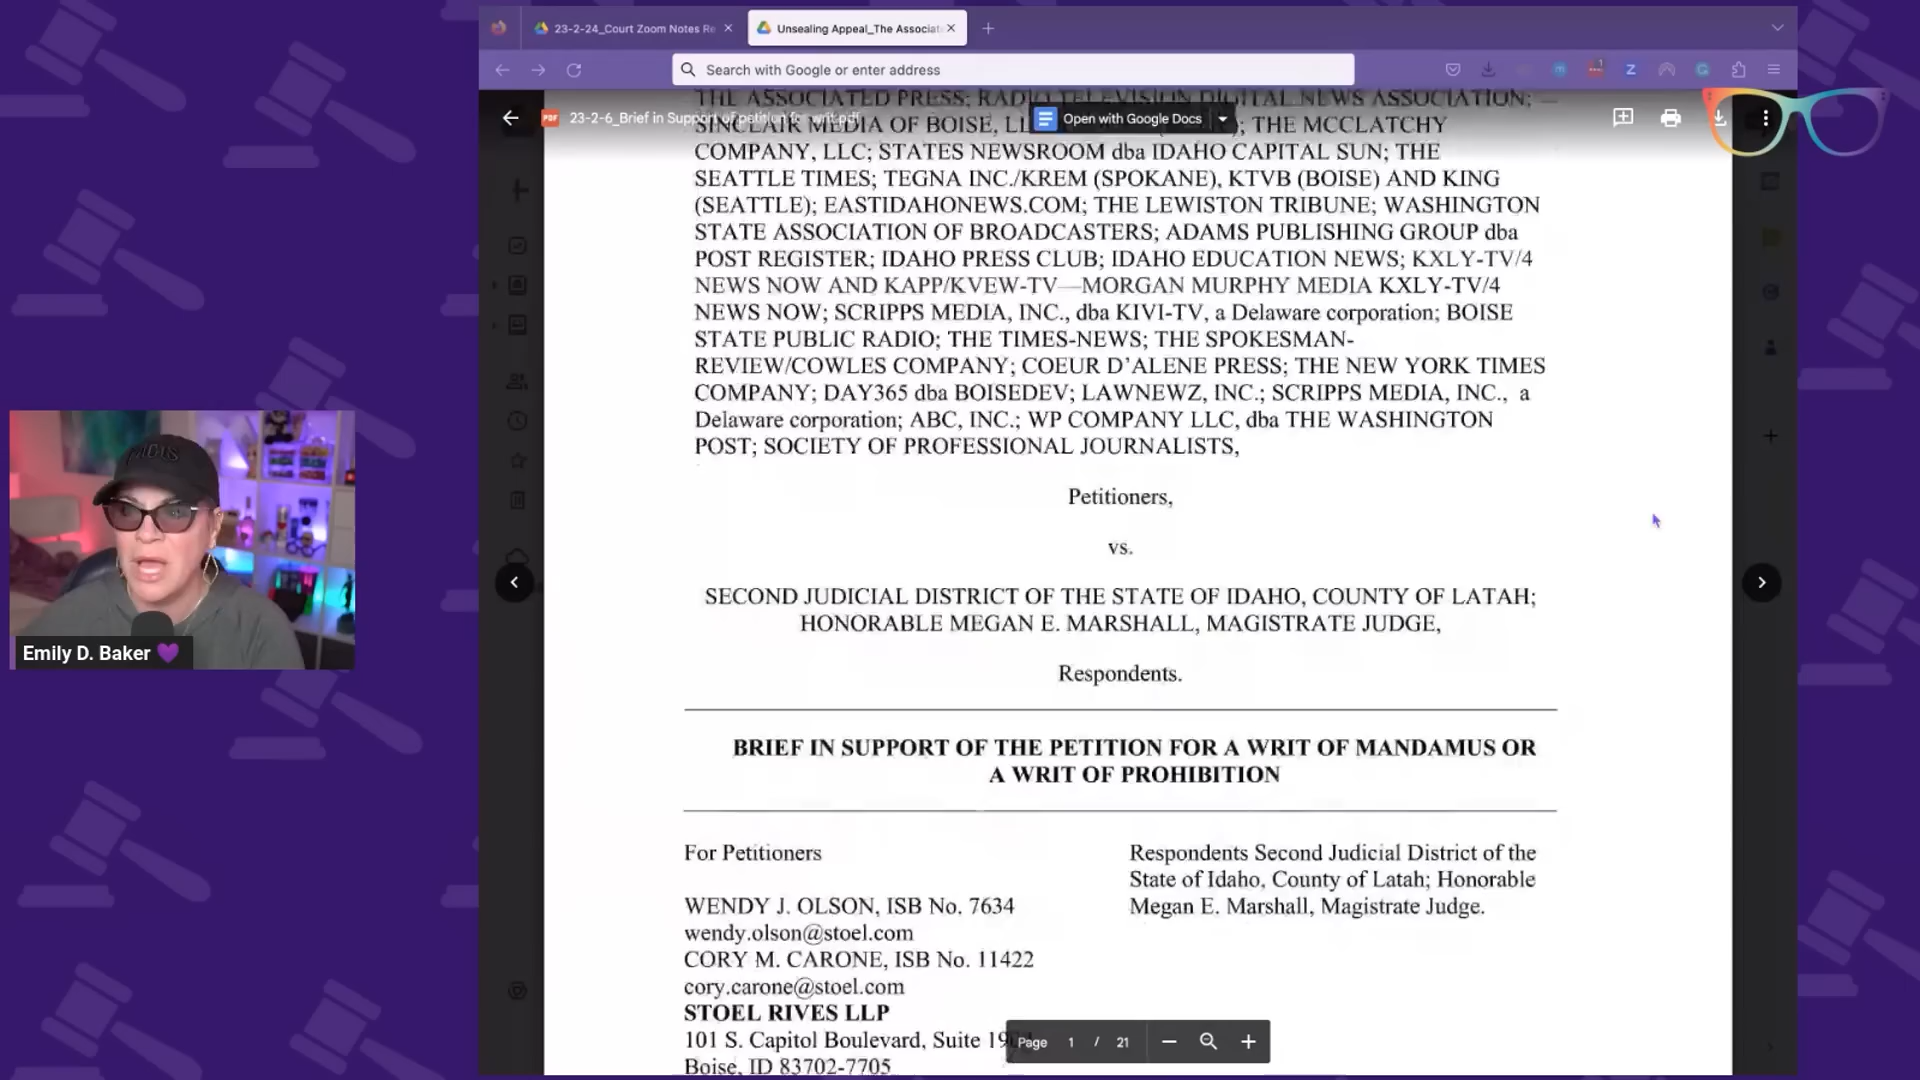 23-2-24_Court Zoom Notes Re
Unsealing Appeal_The Associat
Search with Google or enter address
THE ASSOCIATED PRESS; RADIO TELEVISION DIGITAL NEWS ASSOCIATION;
23-2-6_Brief in Support of petition for writ.pdf
Open with Google Docs
SINCLAIR MEDIA OF BOISE, THE MCCLATCHY
COMPANY, LLC; STATES NEWSROOM dba IDAHO CAPITAL SUN; THE
SEATTLE TIMES; TEGNA INC./KREM (SPOKANE), KTVB (BOISE) AND KING
(SEATTLE); EASTIDAHONEWS.COM; THE LEWISTON TRIBUNE; WASHINGTON
STATE ASSOCIATION OF BROADCASTERS; ADAMS PUBLISHING GROUP dba
POST REGISTER; IDAHO PRESS CLUB; IDAHO EDUCATION NEWS; KXLY-TV/4
NEWS NOW AND KAPP/KVEW-TV—MORGAN MURPHY MEDIA KXLY-TV/4
NEWS NOW; SCRIPPS MEDIA, INC., dba KIVI-TV, a Delaware corporation; BOISE
STATE PUBLIC RADIO; THE TIMES-NEWS; THE SPOKESMAN-
REVIEW/COWLES COMPANY; COEUR D’ALENE PRESS; THE NEW YORK TIMES
COMPANY; DAY365 dba BOISEDEV; LAWNEWZ, INC.; SCRIPPS MEDIA, INC., a
Delaware corporation; ABC, INC.; WP COMPANY LLC, dba THE WASHINGTON
POST; SOCIETY OF PROFESSIONAL JOURNALISTS,
Petitioners,
vs.
SECOND JUDICIAL DISTRICT OF THE STATE OF IDAHO, COUNTY OF LATAH;
HONORABLE MEGAN E. MARSHALL, MAGISTRATE JUDGE,
Respondents.
BRIEF IN SUPPORT OF THE PETITION FOR A WRIT OF MANDAMUS OR
A WRIT OF PROHIBITION
For Petitioners
WENDY J. OLSON, ISB No. 7634
wendy.olson@stoel.com
CORY M. CARONE, ISB No. 11422
cory.carone@stoel.com
STOEL RIVES LLP
101 S. Capitol Boulevard, Suite
Boise, ID 83702-7705
Respondents Second Judicial District of the
State of Idaho, County of Latah; Honorable
Megan E. Marshall, Magistrate Judge.
Page 1 / 21
Emily D. Baker 💜